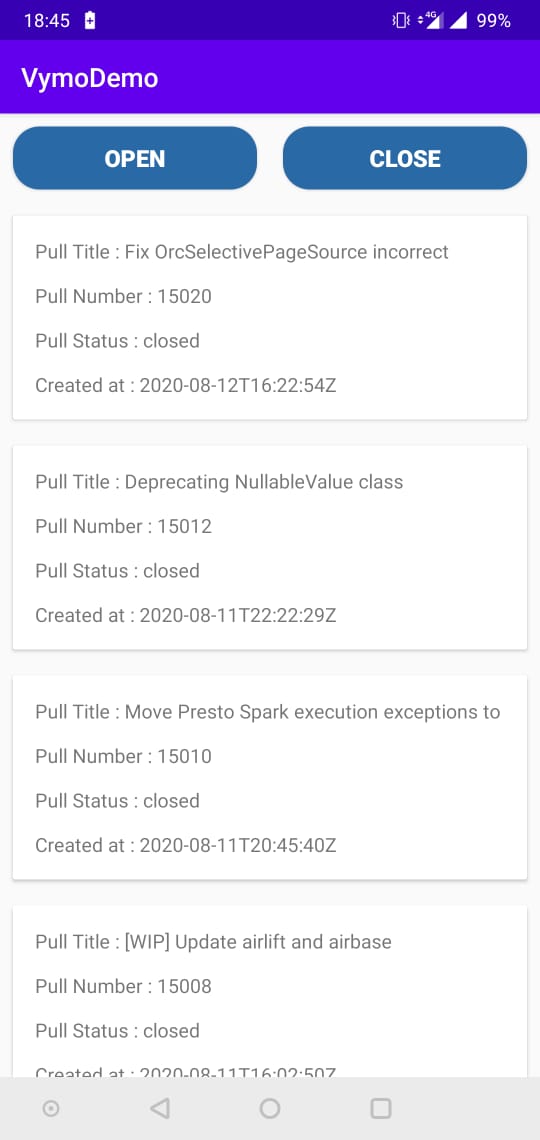 18:45 4G 99%
VymoDemo
OPEN CLOSE
Pull Title : Fix OrcSelectivePageSource incorrect
Pull Number : 15020
Pull Status : closed
Created at : 2020-08-12T16:22:54Z
Pull Title : Deprecating NullableValue class
Pull Number : 15012
Pull Status : closed
Created at : 2020-08-11T22:22:29Z
Pull Title : Move Presto Spark execution exceptions to
Pull Number : 15010
Pull Status : closed
Created at : 2020-08-11T20:45:40Z
Pull Title : [WIP] Update airlift and airbase
Pull Number : 15008
Pull Status : closed
Created at : 2020-08-11T16:02:50Z